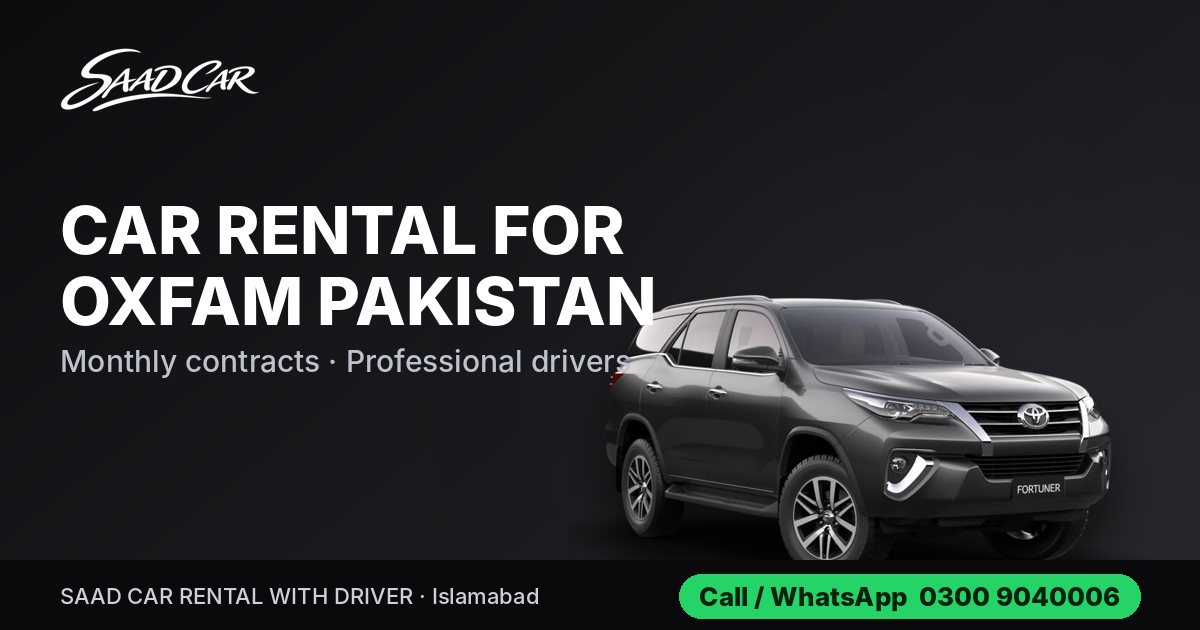 SAAD CAR
CAR RENTAL FOR
OXFAM PAKISTAN
Monthly contracts · Professional drivers
FORTUNER
SAAD CAR RENTAL WITH DRIVER · Islamabad
Call / WhatsApp 0300 9040006